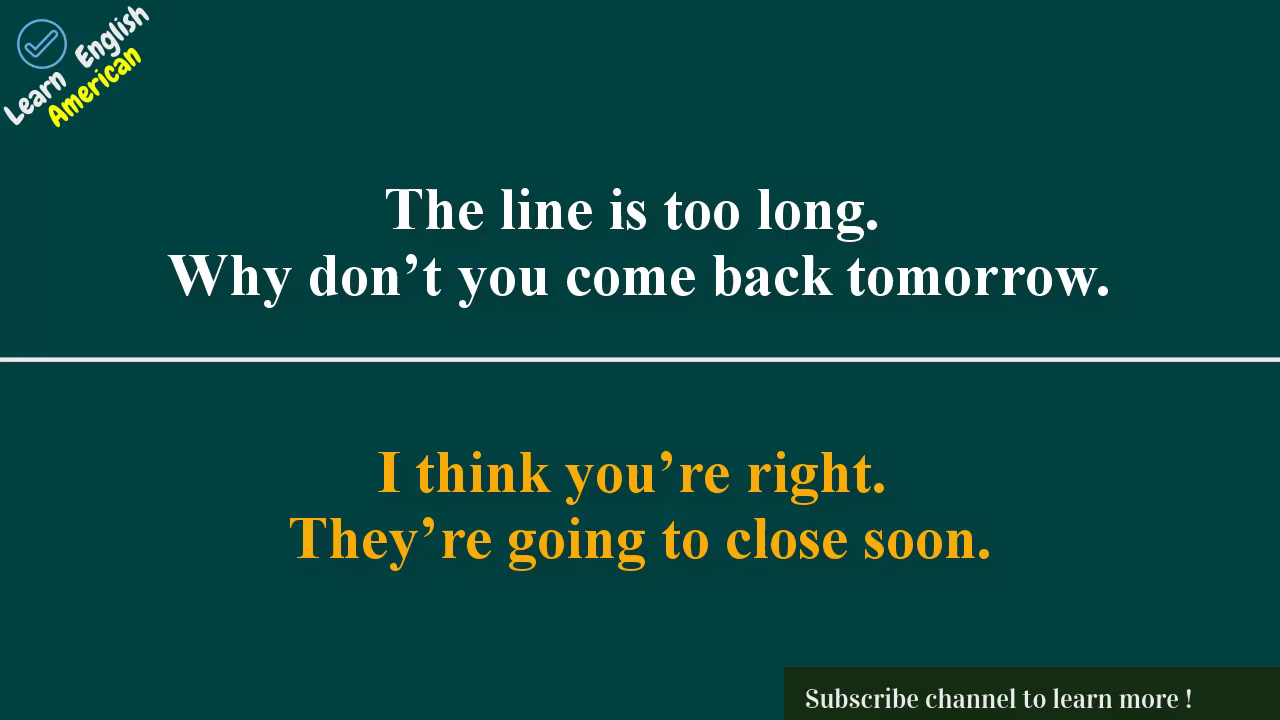 Learn English
American
The line is too long.
Why don’t you come back tomorrow.
I think you’re right.
They’re going to close soon.
Subscribe channel to learn more !